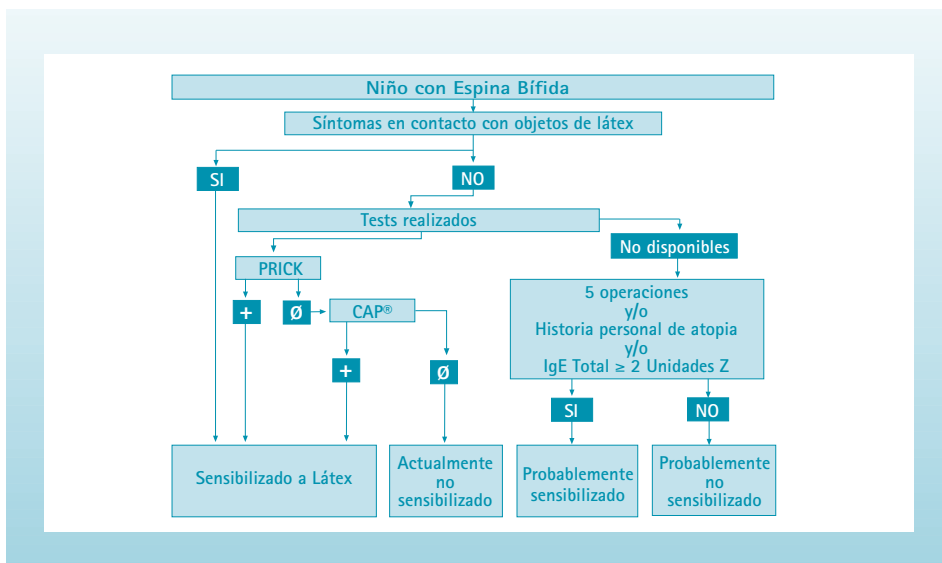 Niño con Espina Bífida
Síntomas en contacto con objetos de látex
SI
NO
Tests realizados
No disponibles
PRICK
+
Ø
CAP®
+
Ø
5 operaciones
y/o
Historia personal de atopia
y/o
IgE Total ≥ 2 Unidades Z
SI
NO
Sensibilizado a Látex
Actualmente
no
sensibilizado
Probablemente
sensibilizado
Probablemente
no
sensibilizado